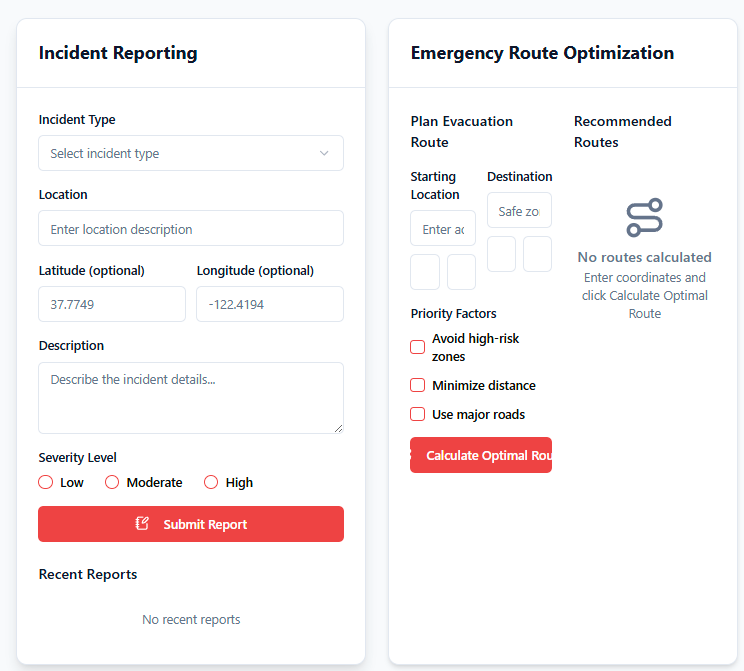 Incident Reporting
Incident Type
Select incident type
Location
Enter location description
Latitude (optional)
Longitude (optional)
37.7749
-122.4194
Description
Describe the incident details...
Severity Level
Low
Moderate
High
Submit Report
Recent Reports
No recent reports
Emergency Route Optimization
Plan Evacuation
Route
Starting
Location
Enter ac
Destination
Safe zo
Priority Factors
Avoid high-risk
zones
Minimize distance
Use major roads
Calculate Optimal Rou
Recommended
Routes
No routes calculated
Enter coordinates and
click Calculate Optimal
Route